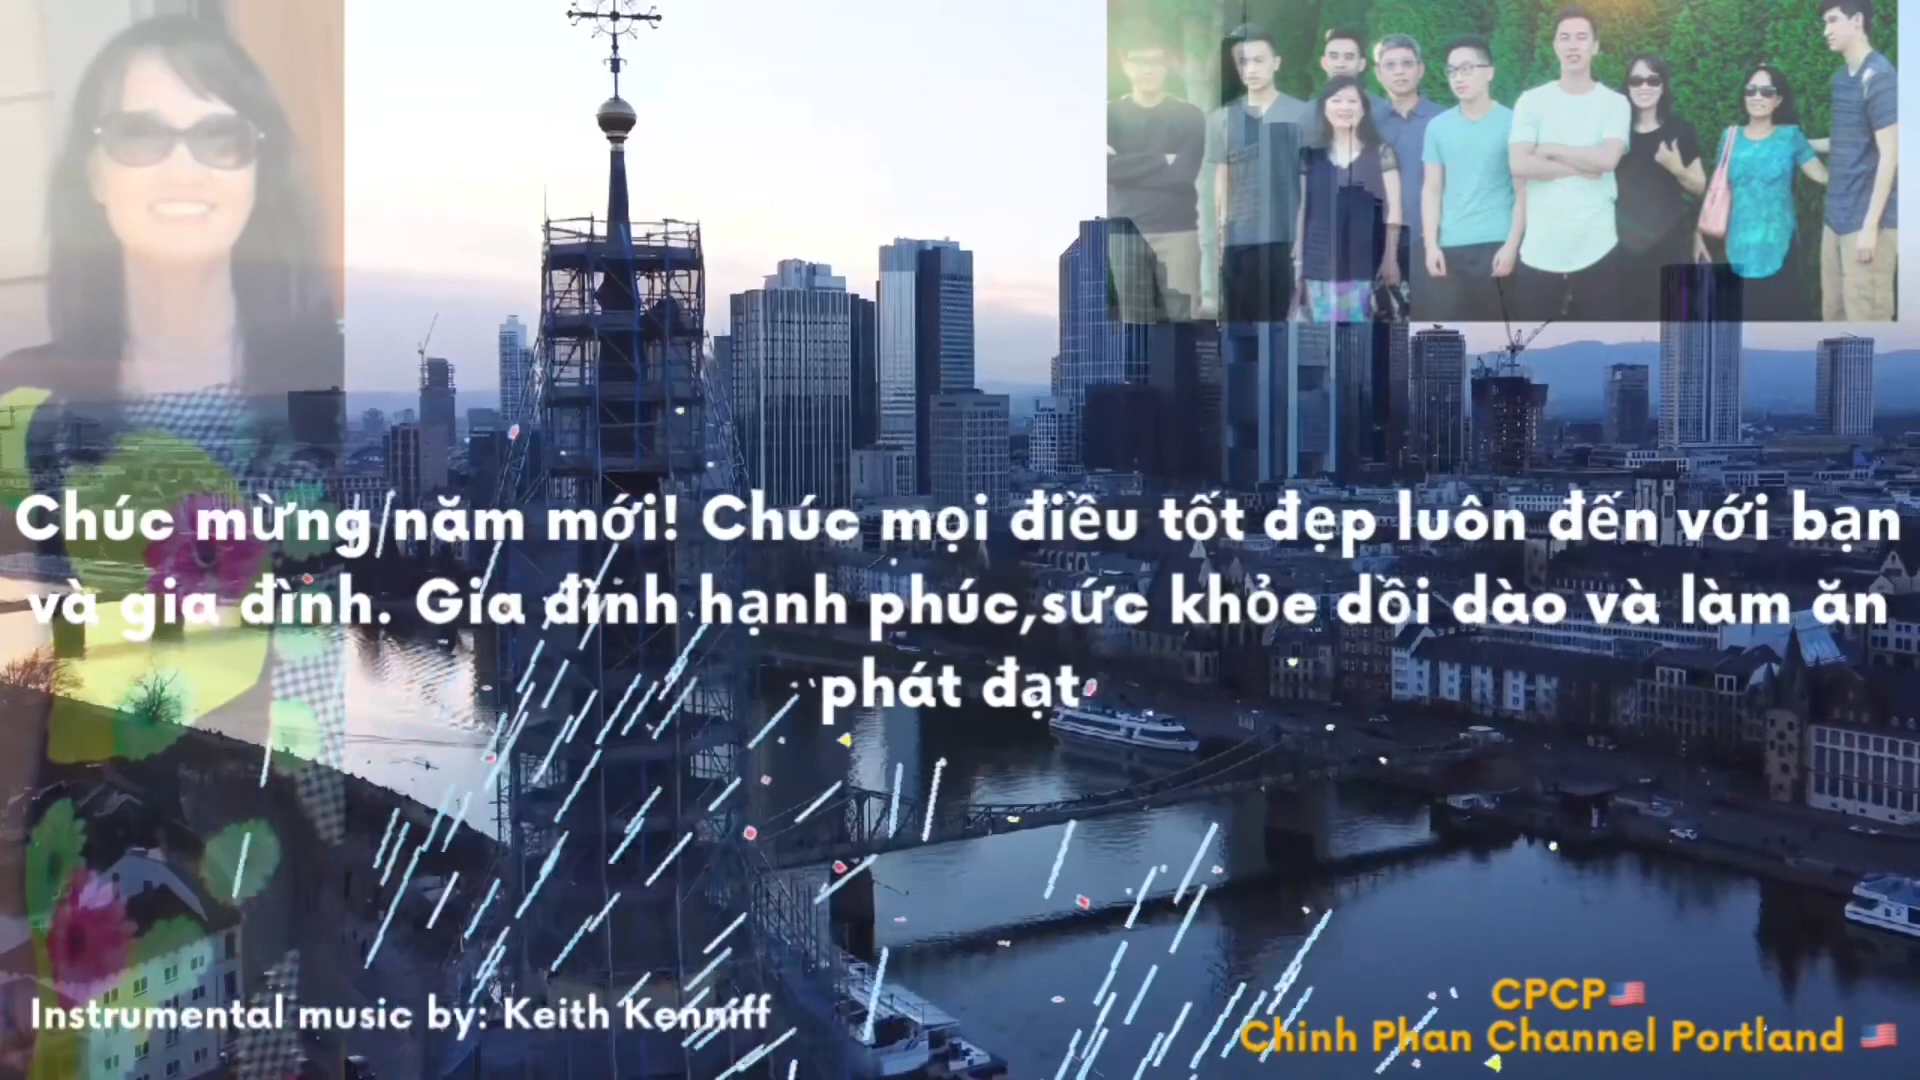 Chúc mừng năm mới! Chúc mọi điều tốt đẹp luôn đến với bạn
và gia đình. Gia đình hạnh phúc,sức khỏe dồi dào và làm ăn
phát đạt
Instrumental music by: Keith Kenniff
CPCP🇺🇸
Chinh Phan Channel Portland 🇺🇸